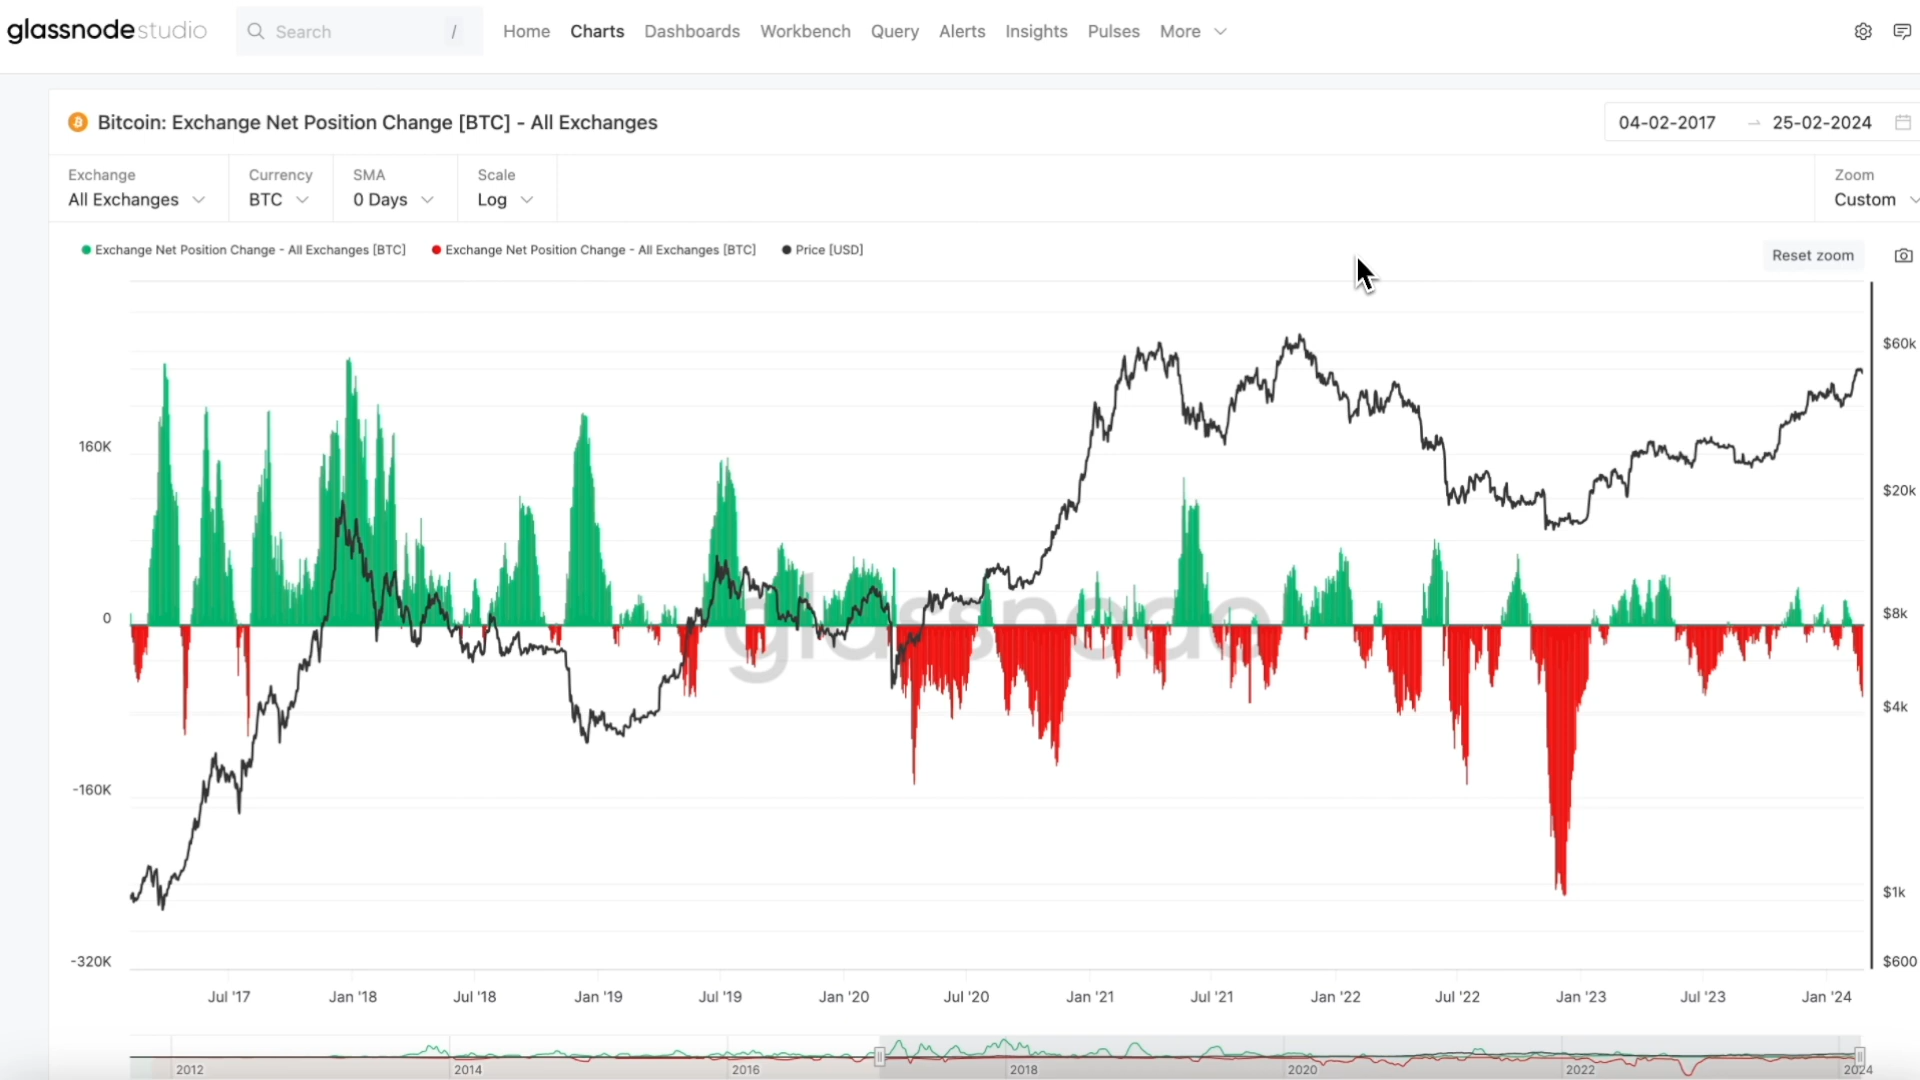 glassnode studio
Search /
Home Charts Dashboards Workbench Query Alerts Insights Pulses More
Bitcoin: Exchange Net Position Change [BTC] - All Exchanges
04-02-2017 → 25-02-2024
Exchange Currency SMA Scale Zoom
All Exchanges BTC 0 Days Log Custom
Exchange Net Position Change - All Exchanges [BTC] Exchange Net Position Change - All Exchanges [BTC] Price [USD]
Reset zoom
$60k
160K
$20k
0 $8k
glassnode
$4k
-160K
$1k
-320K $600
Jul '17 Jan '18 Jul '18 Jan '19 Jul '19 Jan '20 Jul '20 Jan '21 Jul '21 Jan '22 Jul '22 Jan '23 Jul '23 Jan '24
2012 2014 2016 2018 2020 2022 2024